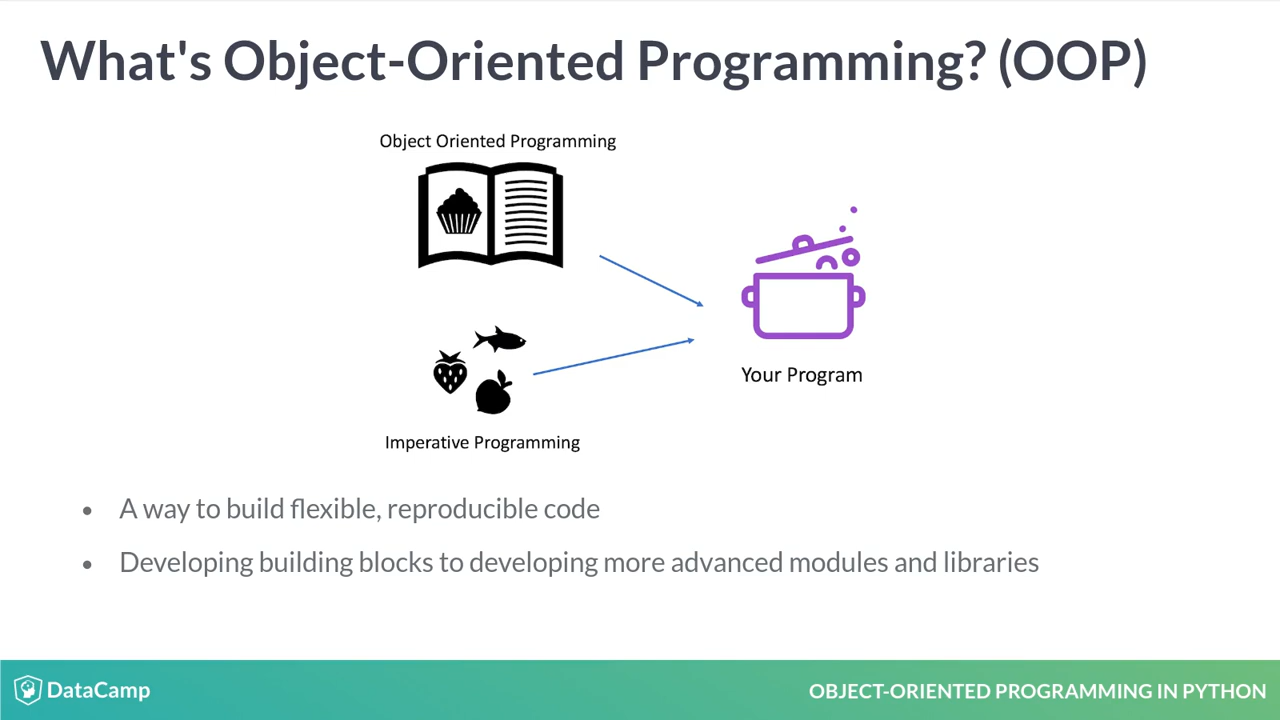 What's Object-Oriented Programming? (OOP)
Object Oriented Programming
Your Program
Imperative Programming
• A way to build flexible, reproducible code
• Developing building blocks to developing more advanced modules and libraries
DataCamp
OBJECT-ORIENTED PROGRAMMING IN PYTHON